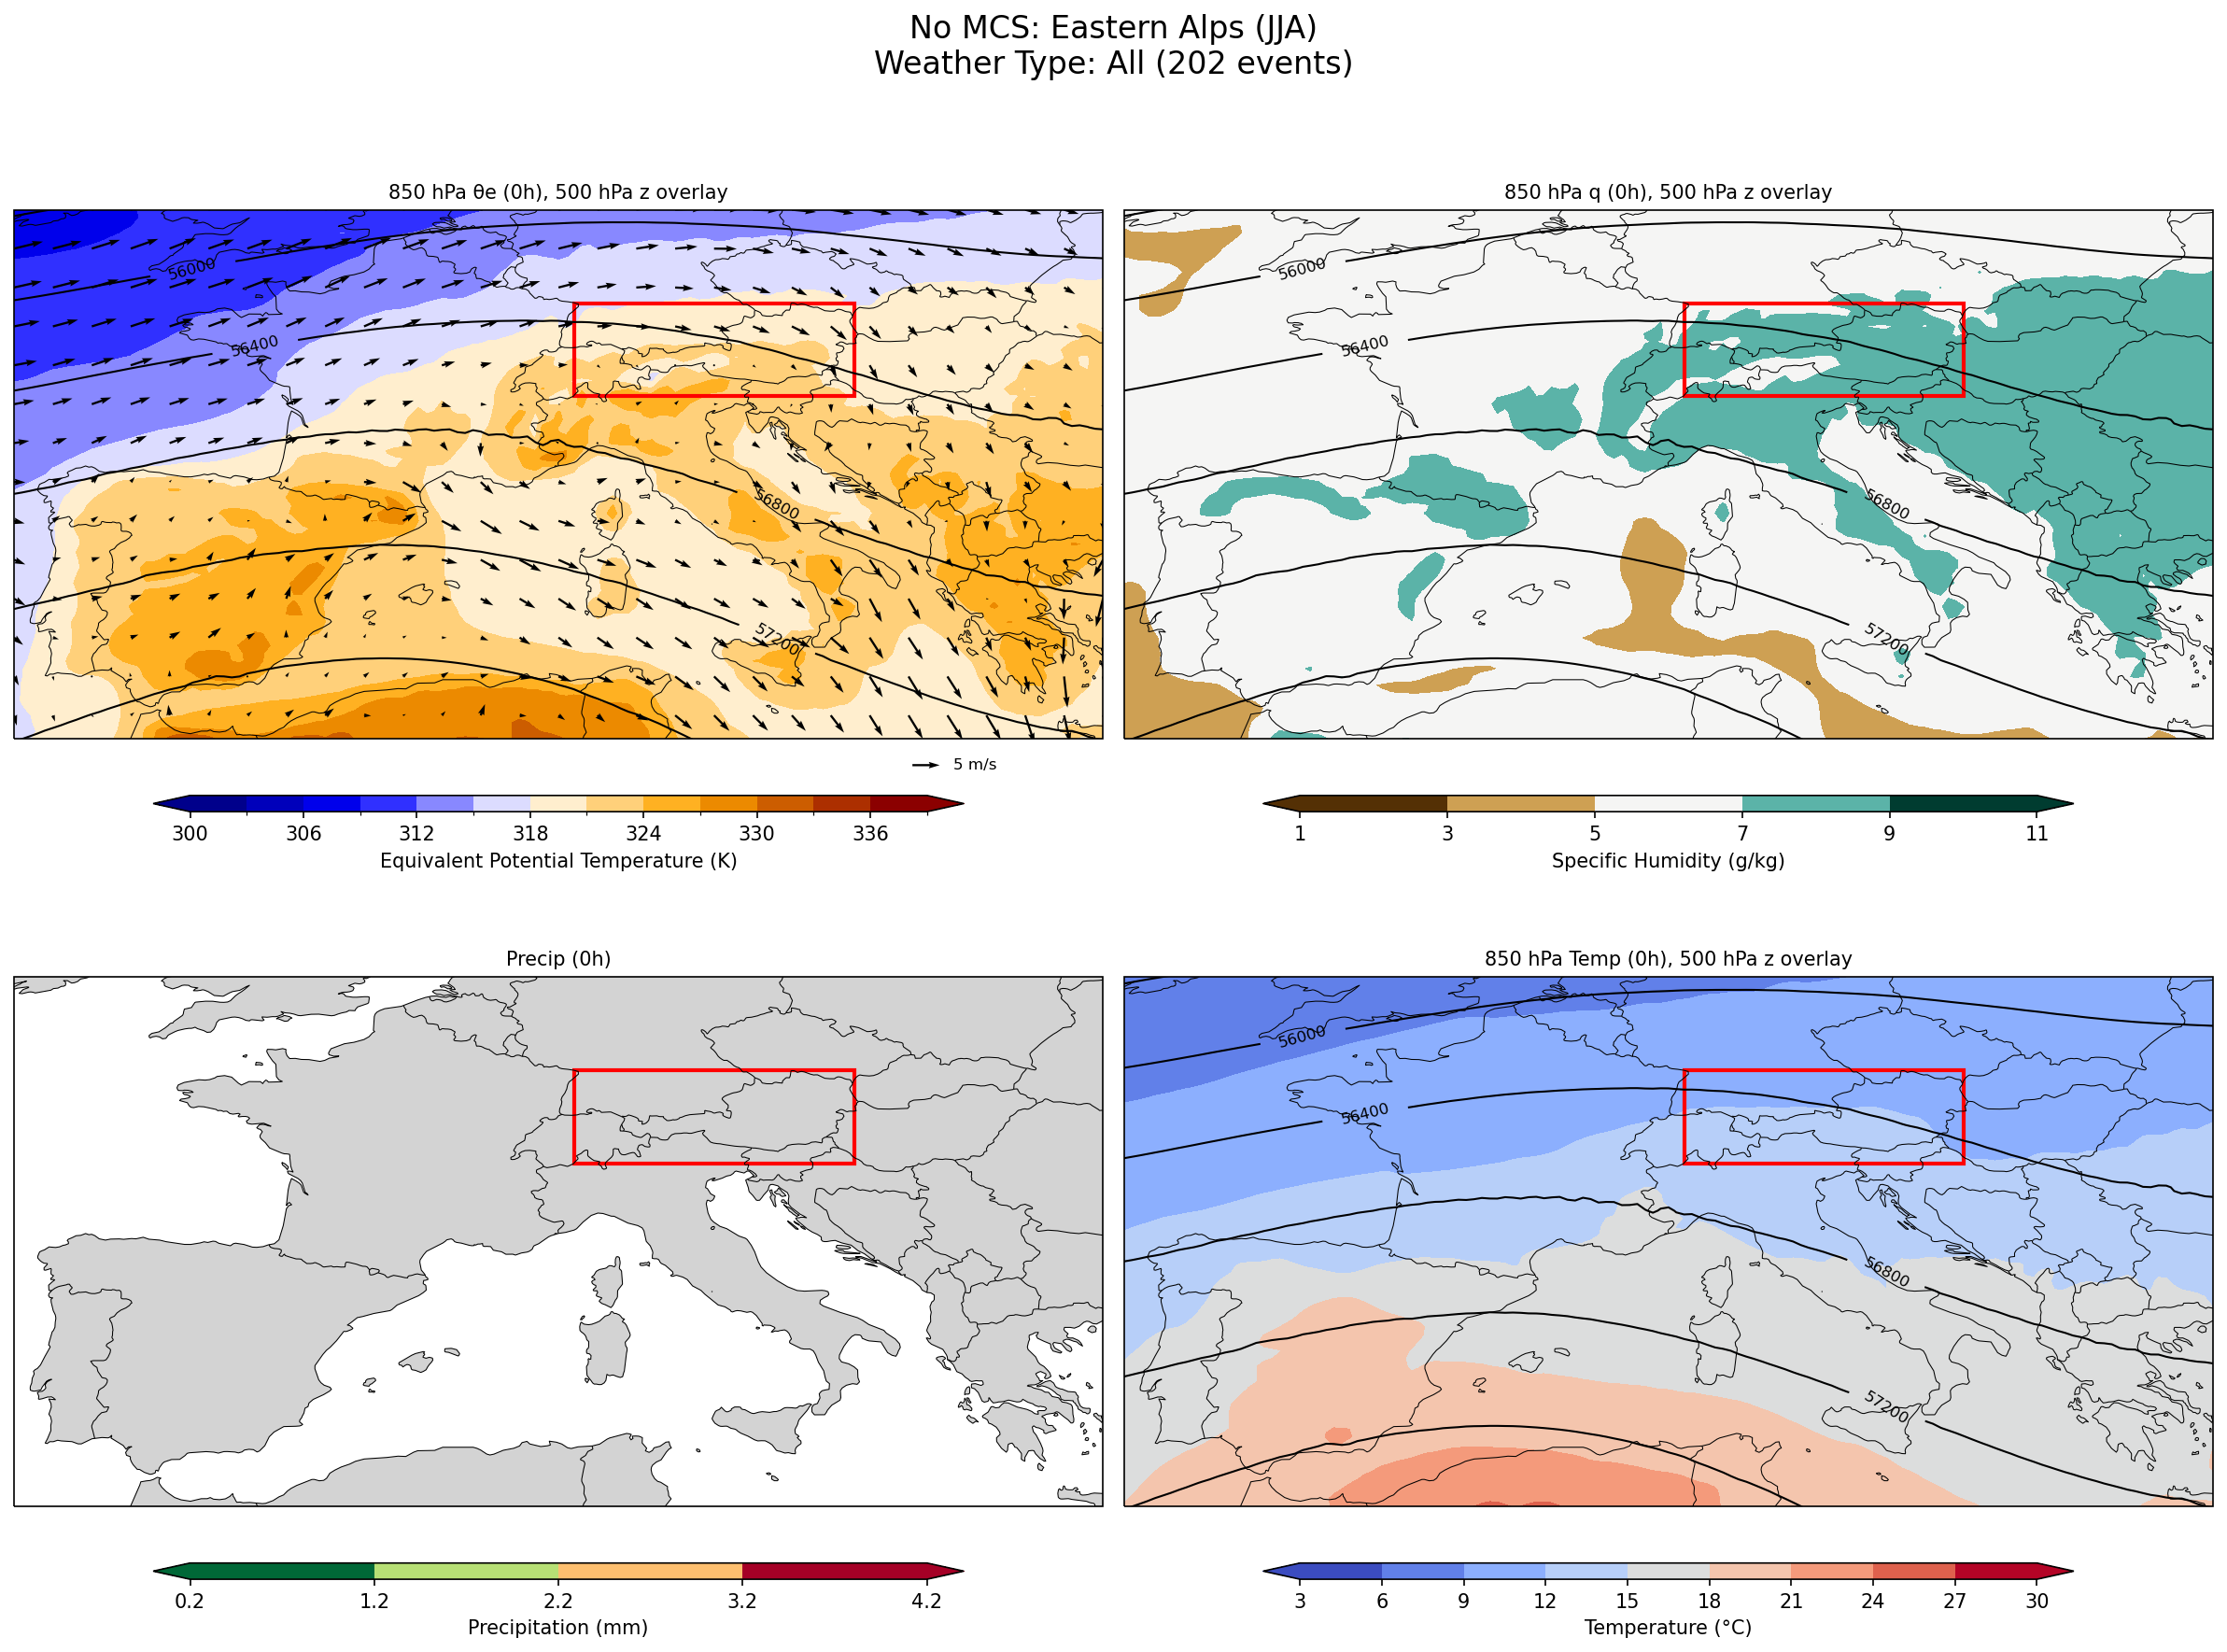 No MCS: Eastern Alps (JJA)
Weather Type: All (202 events)
850 hPa θe (0h), 500 hPa z overlay
56000
56400
56800
57200
5 m/s
300 306 312 318 324 330 336
Equivalent Potential Temperature (K)
850 hPa q (0h), 500 hPa z overlay
56000
56400
56800
57200
1 3 5 7 9 11
Specific Humidity (g/kg)
Precip (0h)
0.2 1.2 2.2 3.2 4.2
Precipitation (mm)
850 hPa Temp (0h), 500 hPa z overlay
56000
56400
56800
57200
3 6 9 12 15 18 21 24 27 30
Temperature (°C)